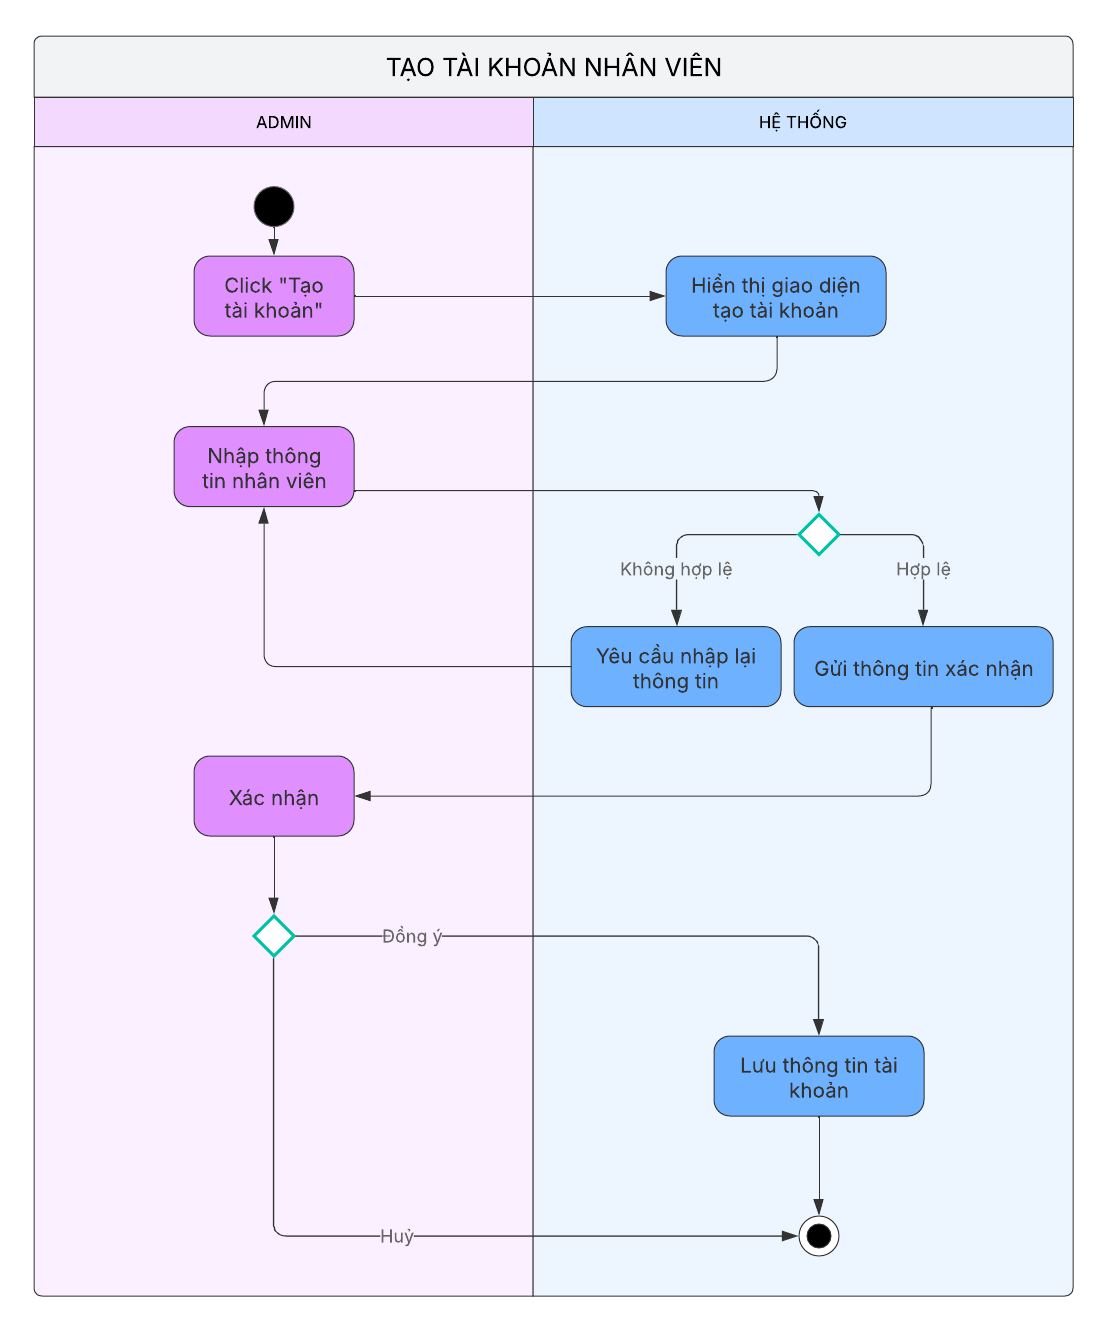 TẠO TÀI KHOẢN NHÂN VIÊN
ADMIN
HỆ THỐNG
Click "Tạo
tài khoản"
Hiển thị giao diện
tạo tài khoản
Nhập thông
tin nhân viên
Không hợp lệ
Hợp lệ
Yêu cầu nhập lại
thông tin
Gửi thông tin xác nhận
Xác nhận
Đồng ý
Lưu thông tin tài
khoản
Huỷ